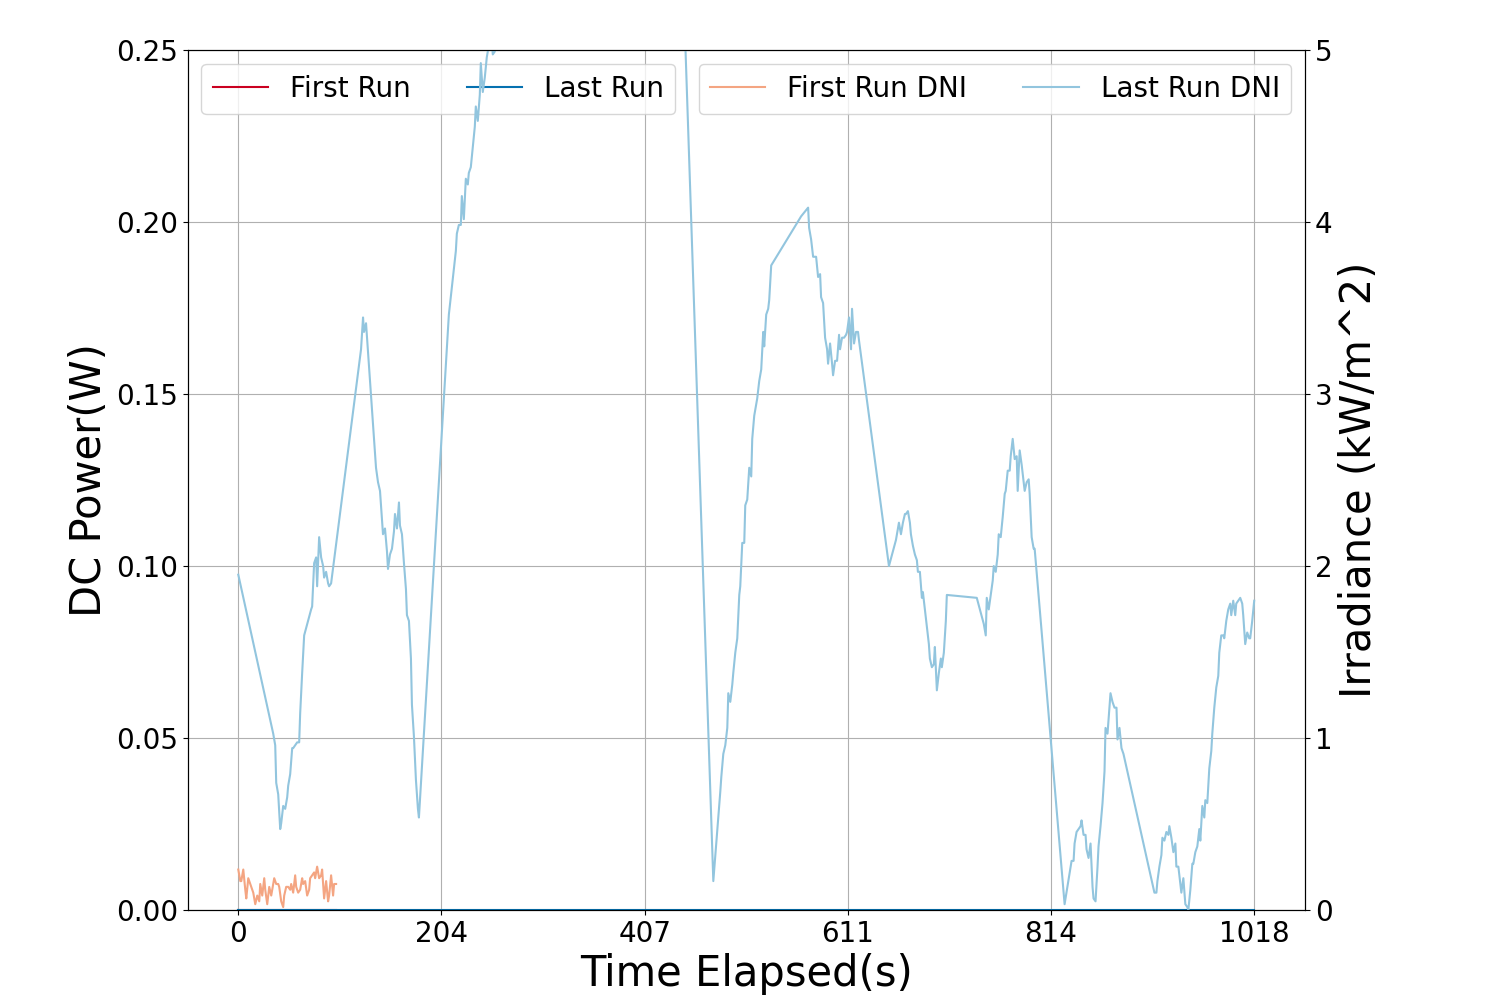 0.25
0.20
0.15
0.10
0.05
0.00
DC Power(W)
First Run
Last Run
First Run DNI
Last Run DNI
5
4
3
2
1
0
Irradiance (kW/m^2)
0 204 407 611 814 1018
Time Elapsed(s)